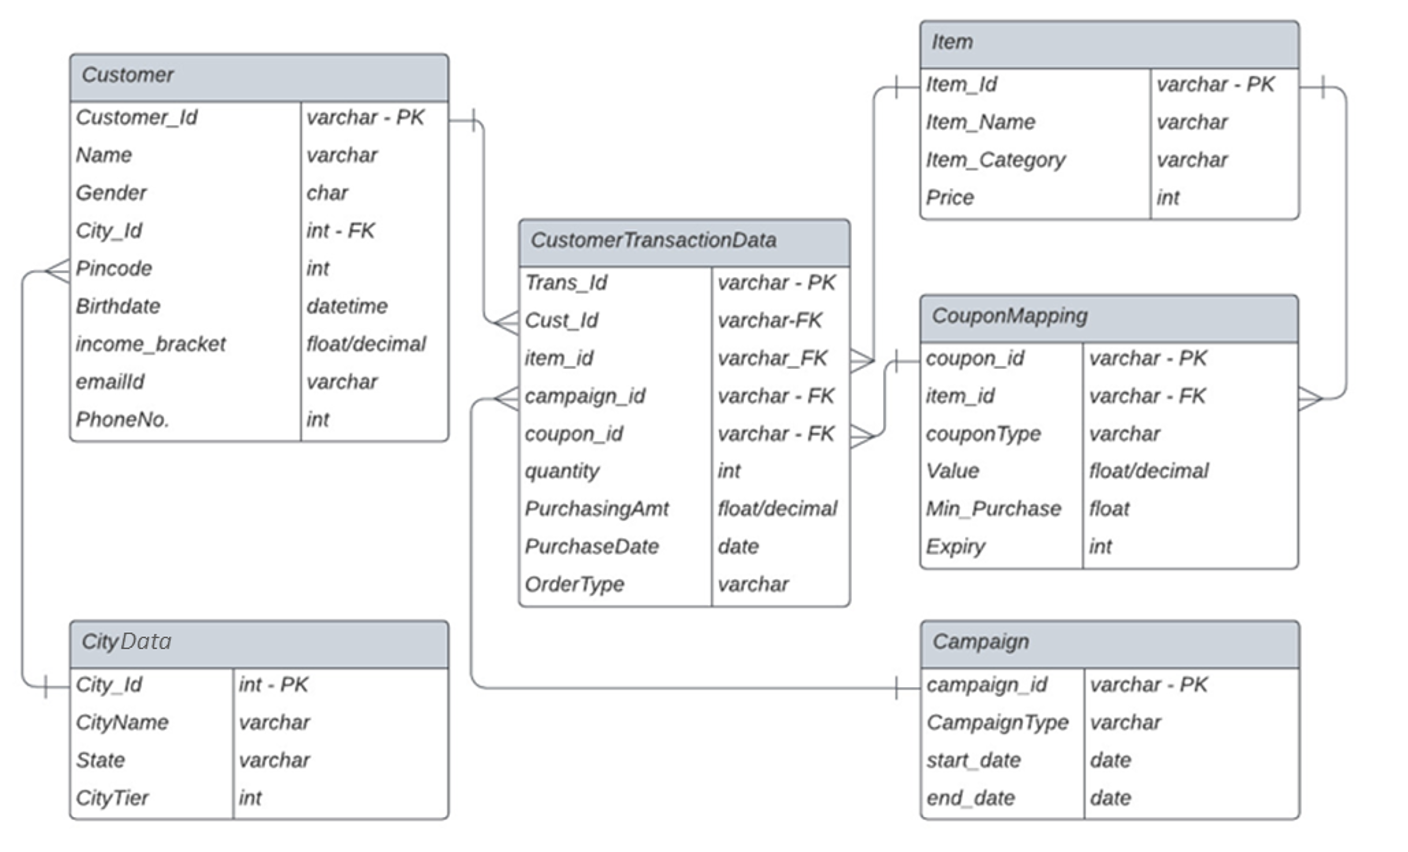 Customer
Customer_Id varchar - PK
Name varchar
Gender char
City_Id int - FK
Pincode int
Birthdate datetime
income_bracket float/decimal
emailId varchar
PhoneNo. int
CityData
City_Id int - PK
CityName varchar
State varchar
CityTier int
CustomerTransactionData
Trans_Id varchar - PK
Cust_Id varchar-FK
item_id varchar_FK
campaign_id varchar - FK
coupon_id varchar - FK
quantity int
PurchasingAmt float/decimal
PurchaseDate date
OrderType varchar
Item
Item_Id varchar - PK
Item_Name varchar
Item_Category varchar
Price int
CouponMapping
coupon_id varchar - PK
item_id varchar - FK
couponType varchar
Value float/decimal
Min_Purchase float
Expiry int
Campaign
campaign_id varchar - PK
CampaignType varchar
start_date date
end_date date